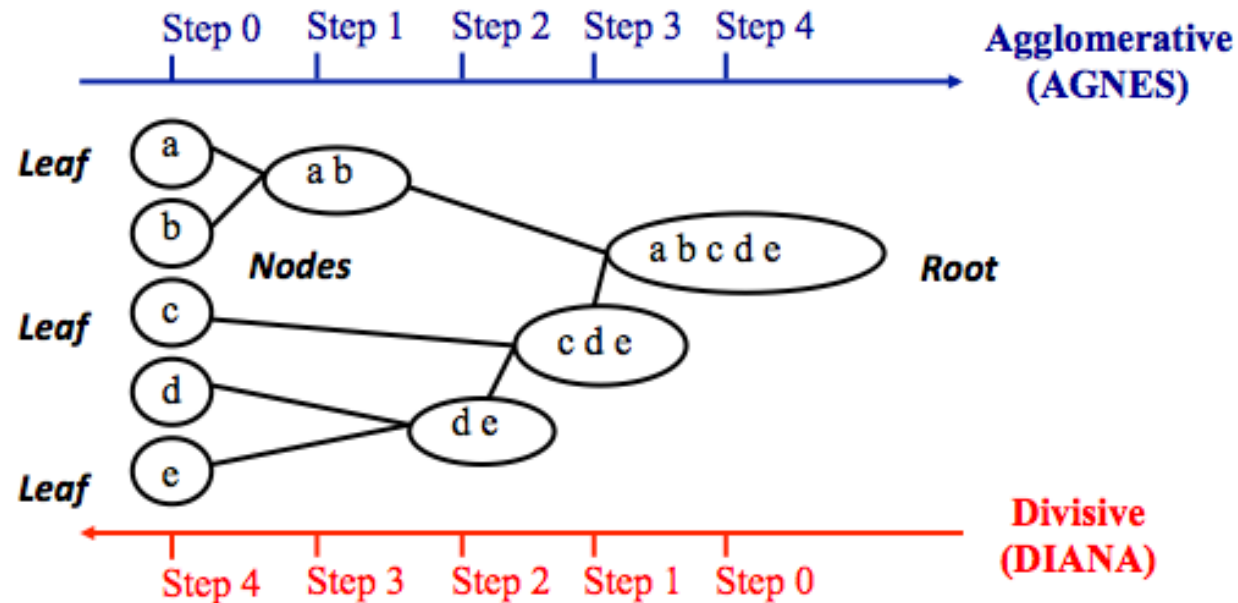 Step 0 Step 1 Step 2 Step 3 Step 4
Agglomerative
(AGNES)
a
Leaf
a b
b
a b c d e
Nodes
Root
c
Leaf
c d e
d
d e
e
Leaf
Divisive
(DIANA)
Step 4 Step 3 Step 2 Step 1 Step 0